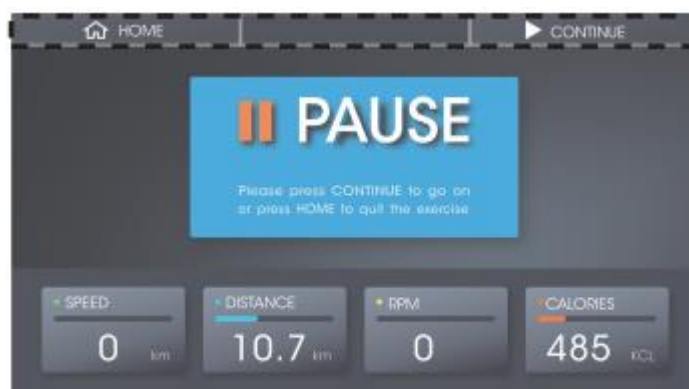 HOME
CONTINUE
PAUSE
Please press CONTINUE to go on
or press HOME to quit the exercise
SPEED
0 km
DISTANCE
10.7 km
RPM
0
CALORIES
485 KCL